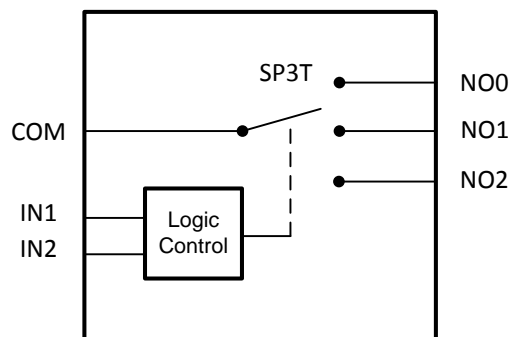 SP3T
NO0
COM
NO1
NO2
IN1
Logic
Control
IN2